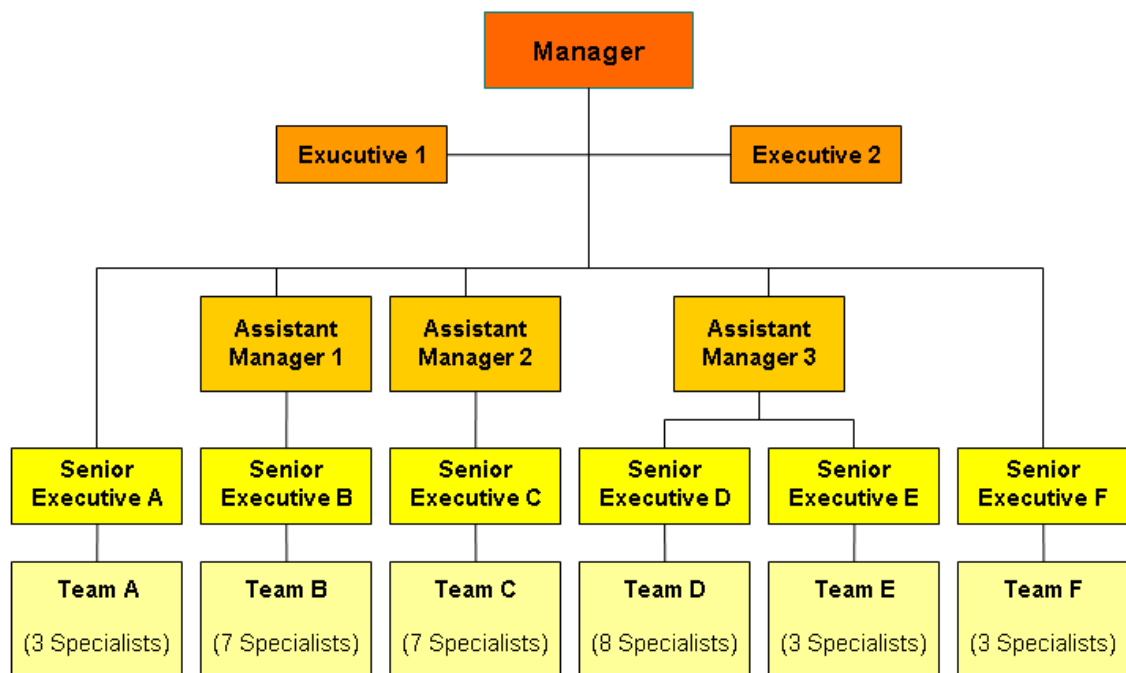 Manager
Exucutive 1
Executive 2
Assistant
Manager 1
Assistant
Manager 2
Assistant
Manager 3
Senior
Executive A
Senior
Executive B
Senior
Executive C
Senior
Executive D
Senior
Executive E
Senior
Executive F
Team A
(3 Specialists)
Team B
(7 Specialists)
Team C
(7 Specialists)
Team D
(8 Specialists)
Team E
(3 Specialists)
Team F
(3 Specialists)